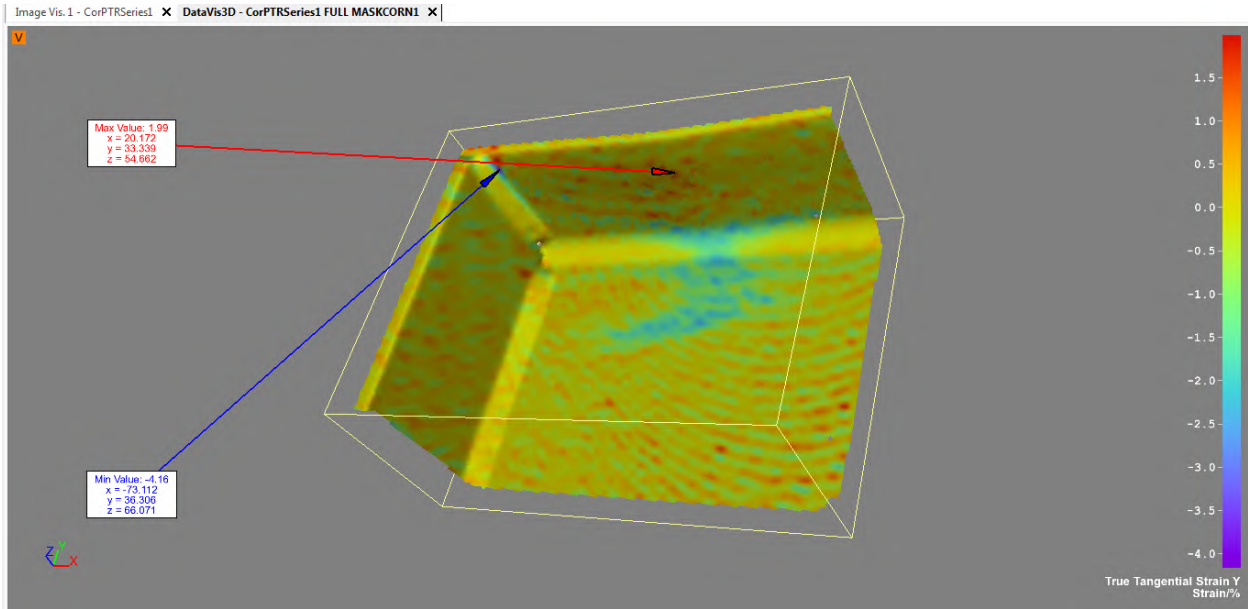 Image Vis. 1 - CorPTRSeries1 X DataVis3D - CorPTRSeries1 FULL MASKCORN1 X
V
Max Value: 1.99
x = 20.172
y = 33.339
z = 54.662
Min Value: -4.16
x = -73.112
y = 36.306
z = 66.071
Z Y X
1.5
1.0
0.5
0.0
-0.5
-1.0
-1.5
-2.0
-2.5
-3.0
-3.5
-4.0
True Tangential Strain Y
Strain/%